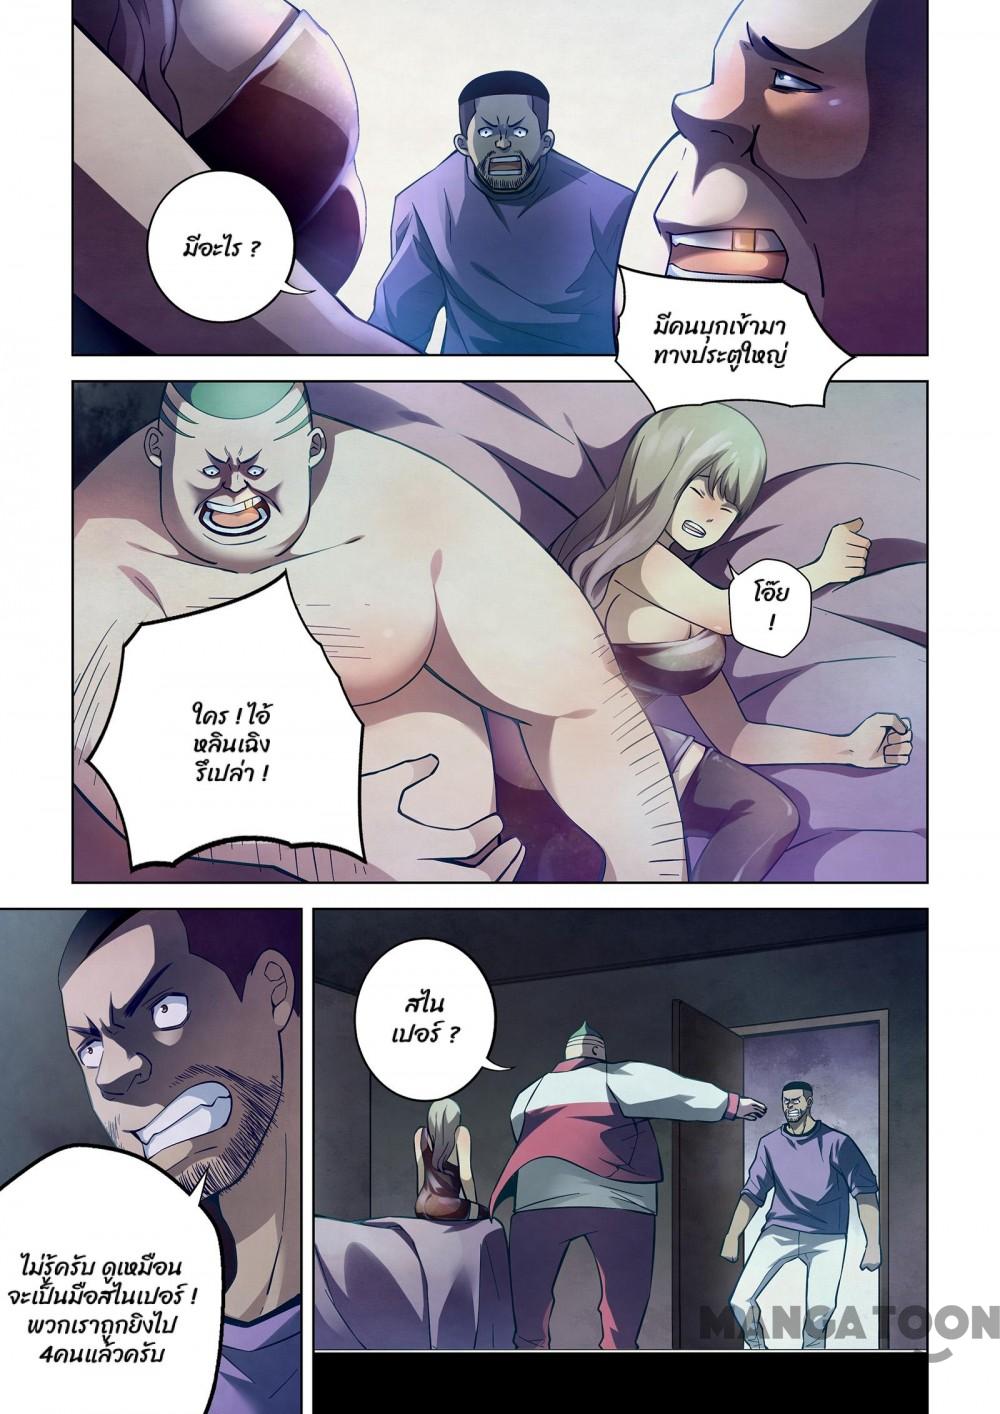 มีอะไร ?
มีคนบุกเข้ามา
ทางประตูใหญ่
โอ๊ย
!
ใคร ! ไอ้
หลินเฉิง
รึเปล่า !
สไน
เปอร์ ?
ไม่รู้ครับ ดูเหมือน
จะเป็นมือสไนเปอร์ !
พวกเราถูกยิงไป
4คนแล้วครับ
MANGATOON